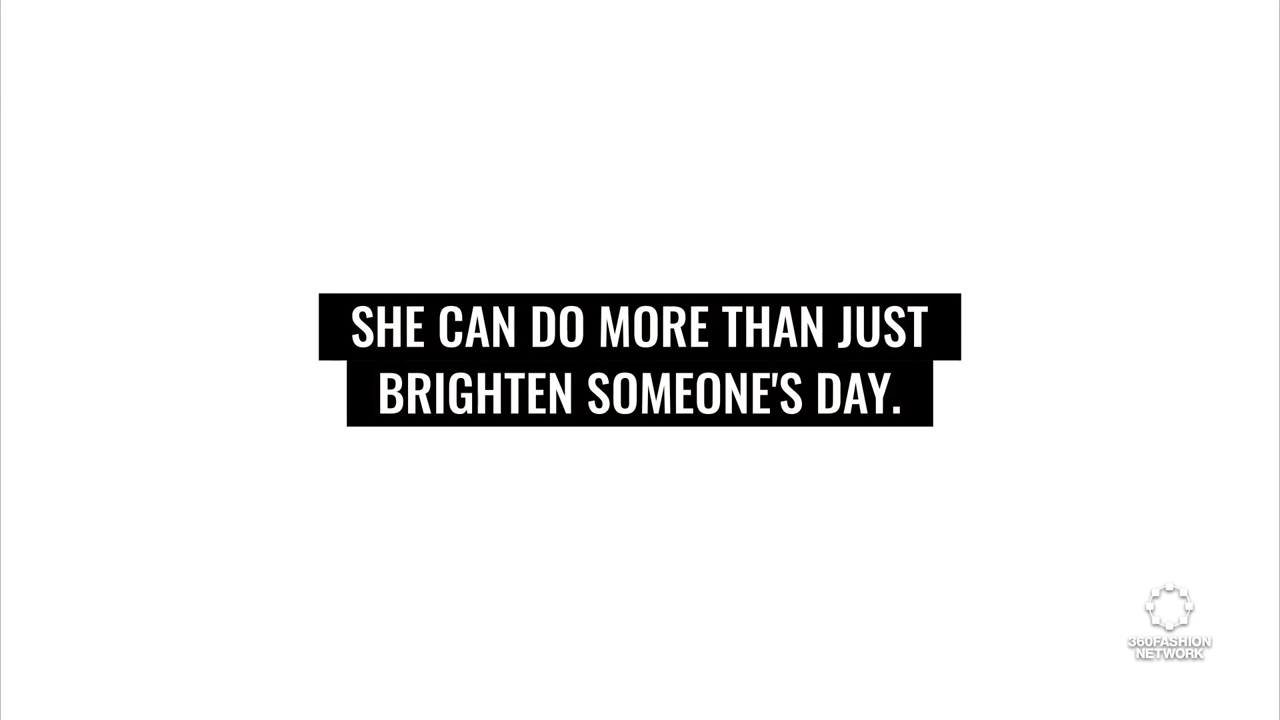 SHE CAN DO MORE THAN JUST
BRIGHTEN SOMEONE'S DAY.
360FASHION
NETWORK